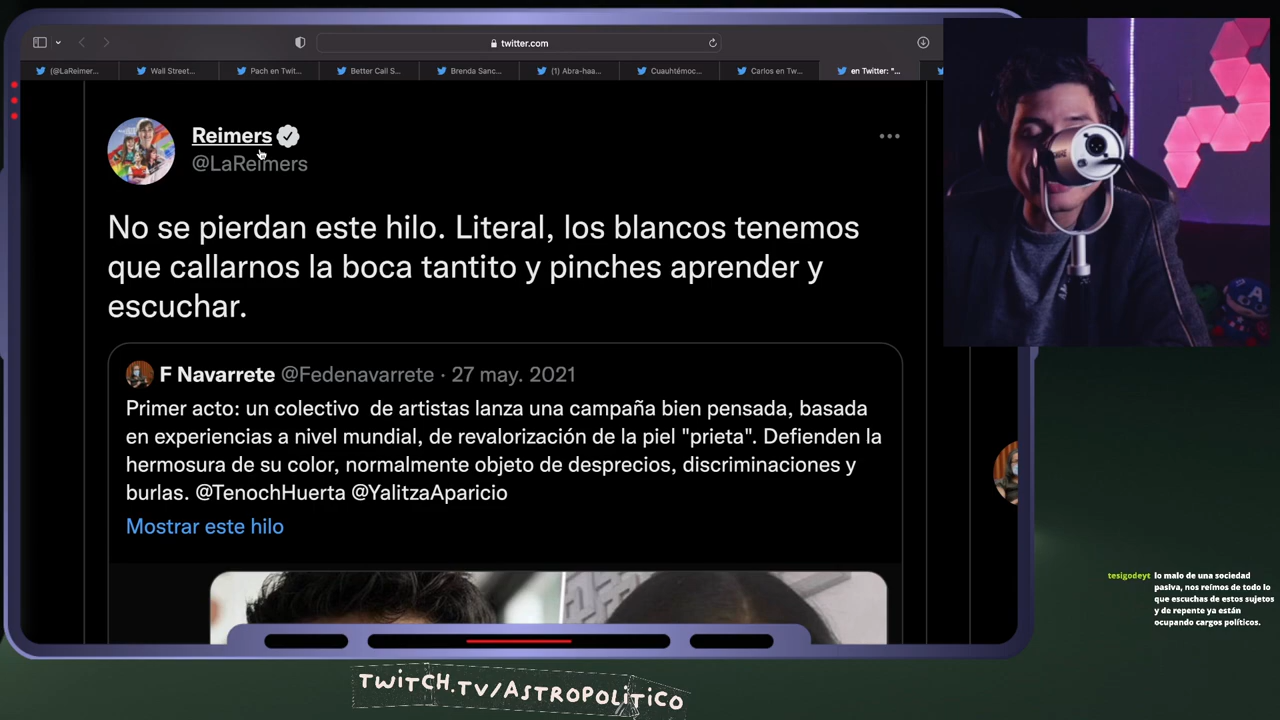 twitter.com
(@LaReimer...
Wall Street...
Pach en Twit...
Better Call S...
Brenda Sanc...
(1) Abra-haa...
Cuauhtémoc...
Carlos en Tw...
en Twitter: "...
Reimers
@LaReimers
No se pierdan este hilo. Literal, los blancos tenemos
que callarnos la boca tantito y pinches aprender y
escuchar.
F Navarrete @Fedenavarrete · 27 may. 2021
Primer acto: un colectivo de artistas lanza una campaña bien pensada, basada
en experiencias a nivel mundial, de revalorización de la piel "prieta". Defienden la
hermosura de su color, normalmente objeto de desprecios, discriminaciones y
burlas. @TenochHuerta @YalitzaAparicio
Mostrar este hilo
tesigodeyt lo malo de una sociedad
pasiva, nos reímos de todo lo
que escuchas de estos sujetos
y de repente ya están
ocupando cargos políticos.
TWiTCH.TV/ASTROPOLiTiCO